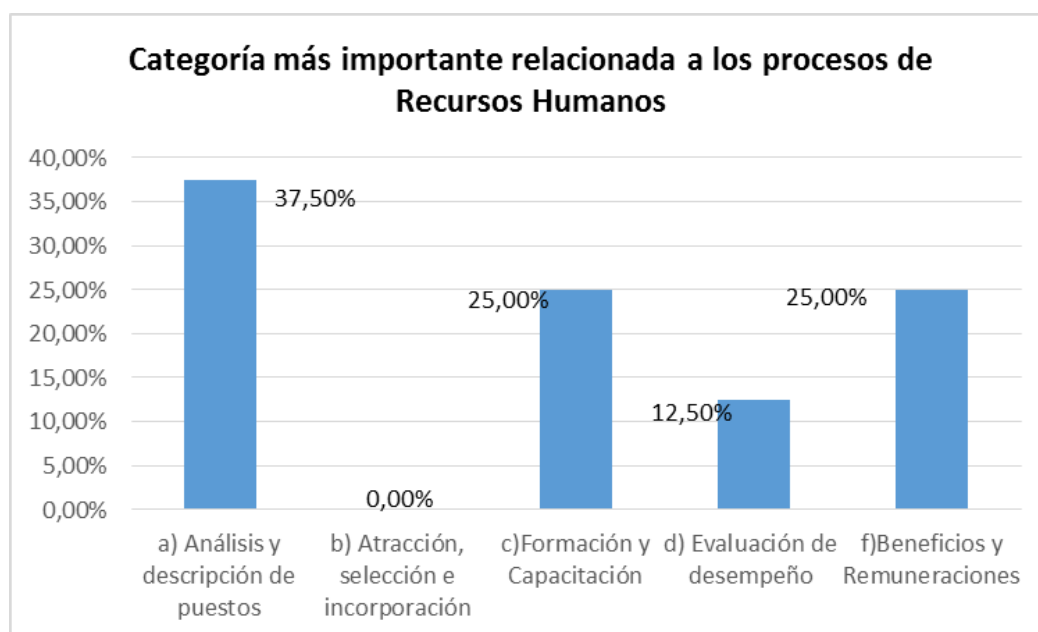 Categoría más importante relacionada a los procesos de
Recursos Humanos
40,00%
35,00%
30,00%
25,00%
20,00%
15,00%
10,00%
5,00%
0,00%
37,50%
0,00%
25,00%
12,50%
25,00%
a) Análisis y
descripción de
puestos
b) Atracción,
selección e
incorporación
c)Formación y
Capacitación
d) Evaluación de
desempeño
f)Beneficios y
Remuneraciones